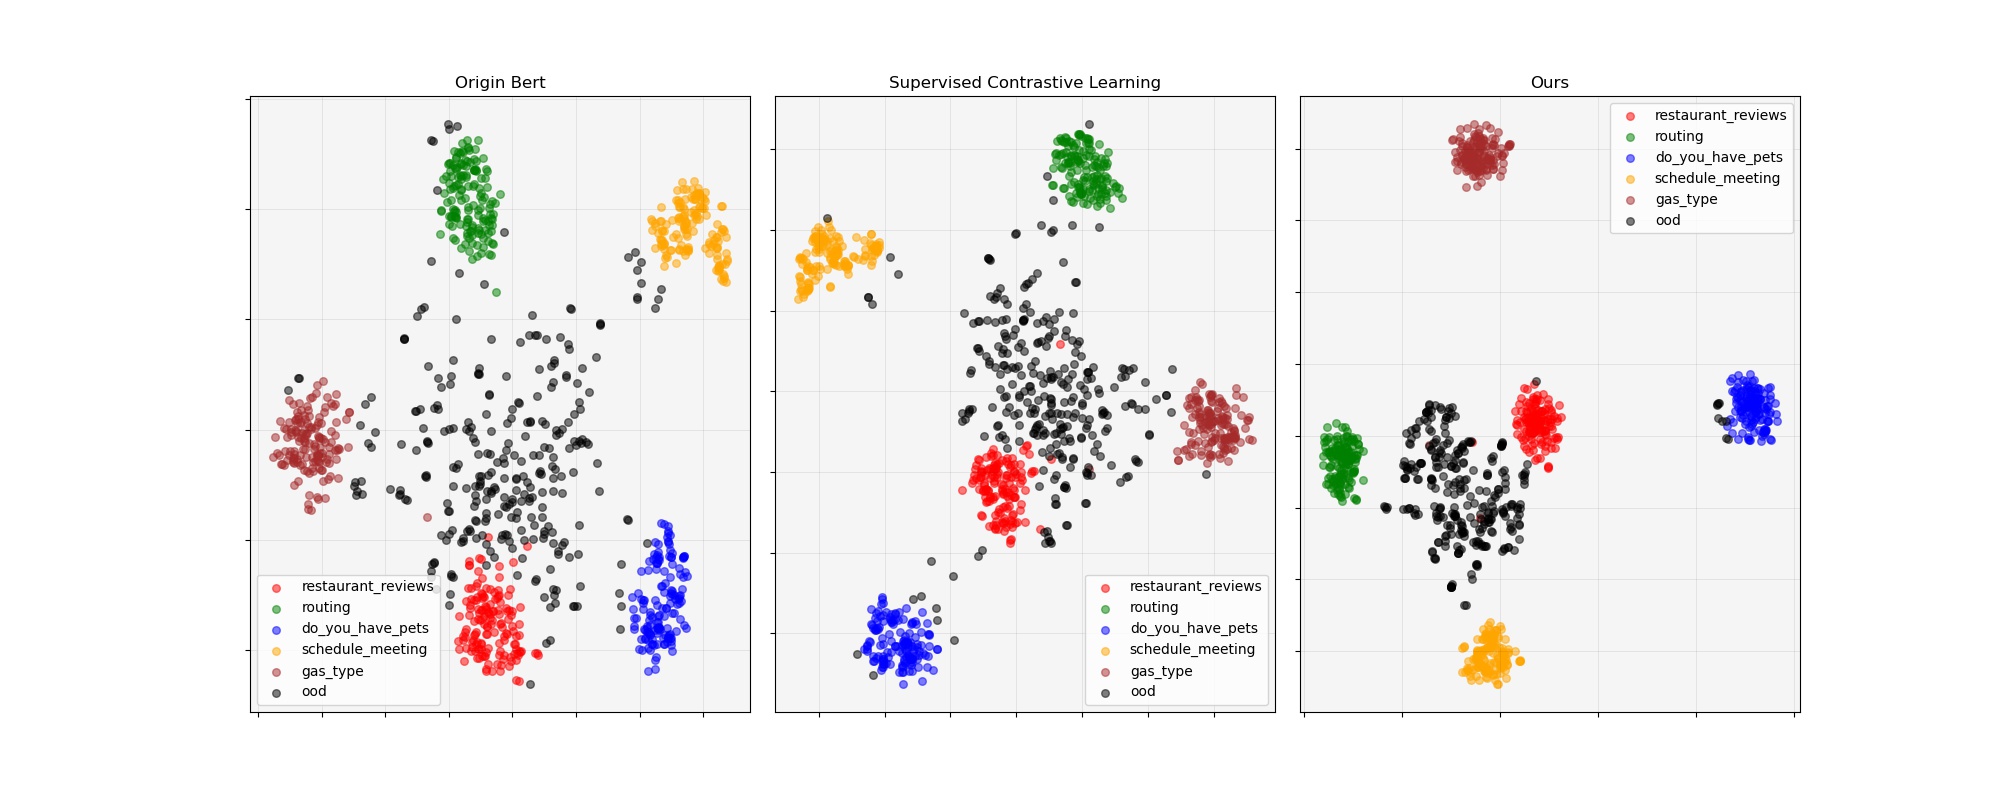 Origin Bert
restaurant_reviews
routing
do_you_have_pets
schedule_meeting
gas_type
ood
Supervised Contrastive Learning
restaurant_reviews
routing
do_you_have_pets
schedule_meeting
gas_type
ood
Ours
restaurant_reviews
routing
do_you_have_pets
schedule_meeting
gas_type
ood